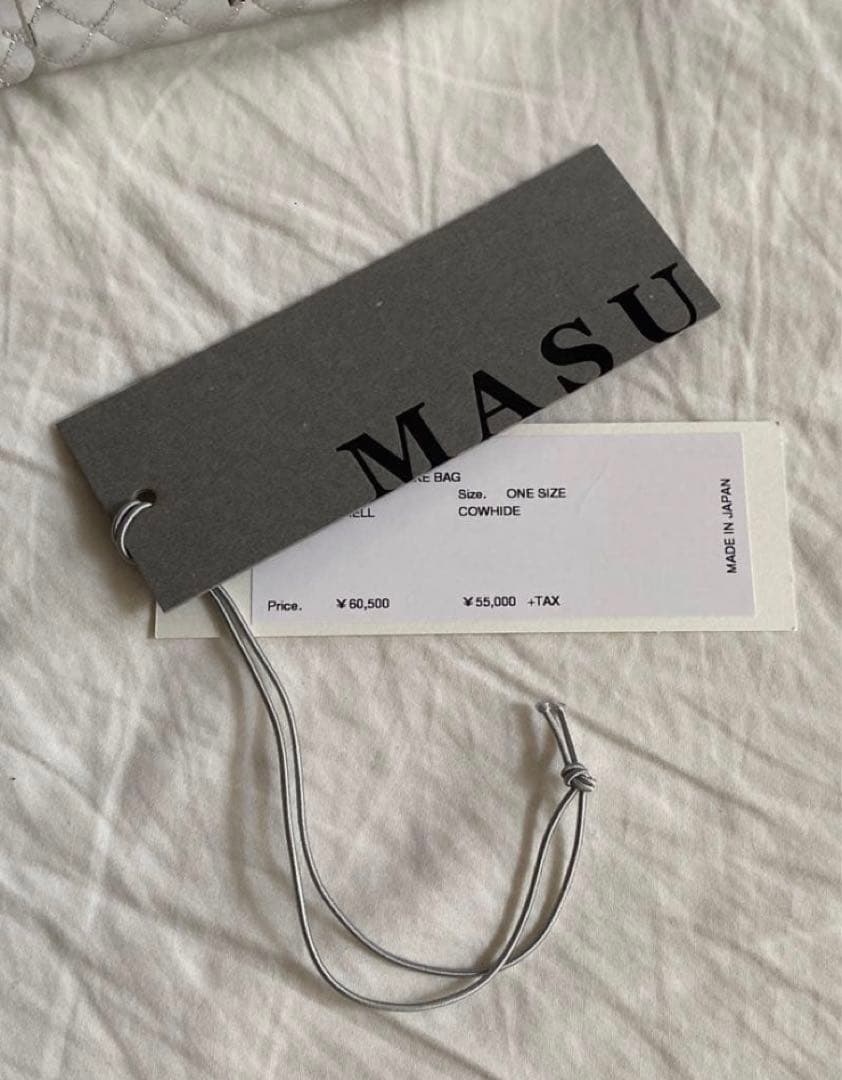 MASU
BAG
Size. ONE SIZE
COWHIDE
Price. ¥60,500 ¥55,000 +TAX
MADE IN JAPAN